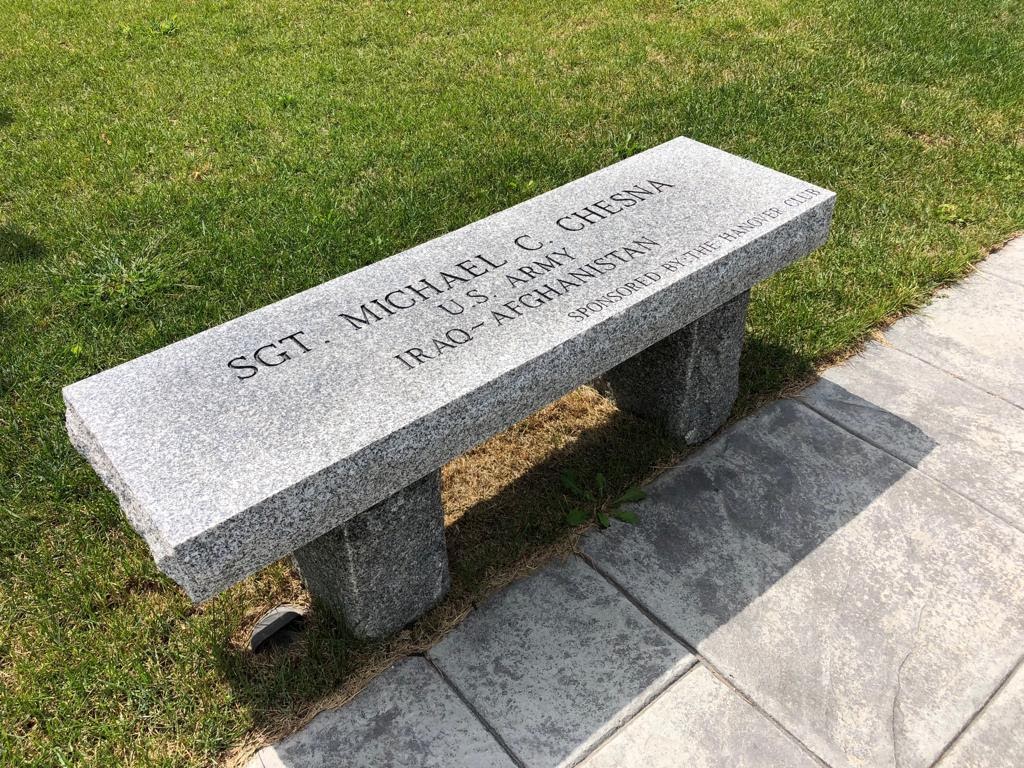 SGT. MICHAEL C. CHESNA
U.S. ARMY
IRAQ~AFGHANISTAN
SPONSORED BY:THE HANOVER CLUB